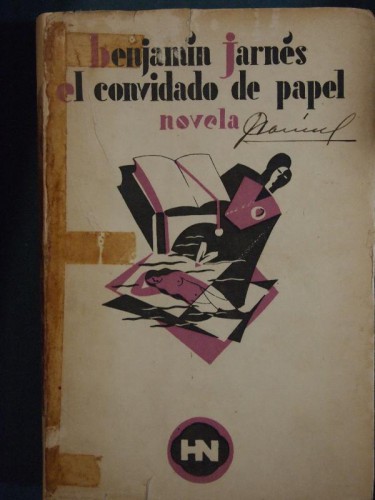 benjamín jarnés
el convidado de papel
novela
HN